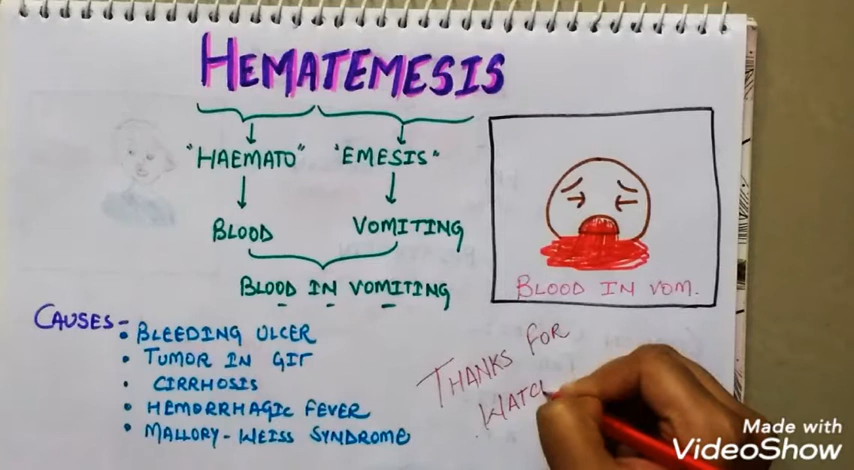 HEMATEMESIS
"HAEMATO" "EMESIS"
BLOOD VOMITING
BLOOD IN VOMITING
BLOOD IN VOM.
CAUSES-
• BLEEDING ULCER
• TUMOR IN GIT
• CIRRHOSIS
• HEMORRHAGIC FEVER
• MALLORY-WEISS SYNDROME
THANKS FOR
WATC
Made with
VideoShow